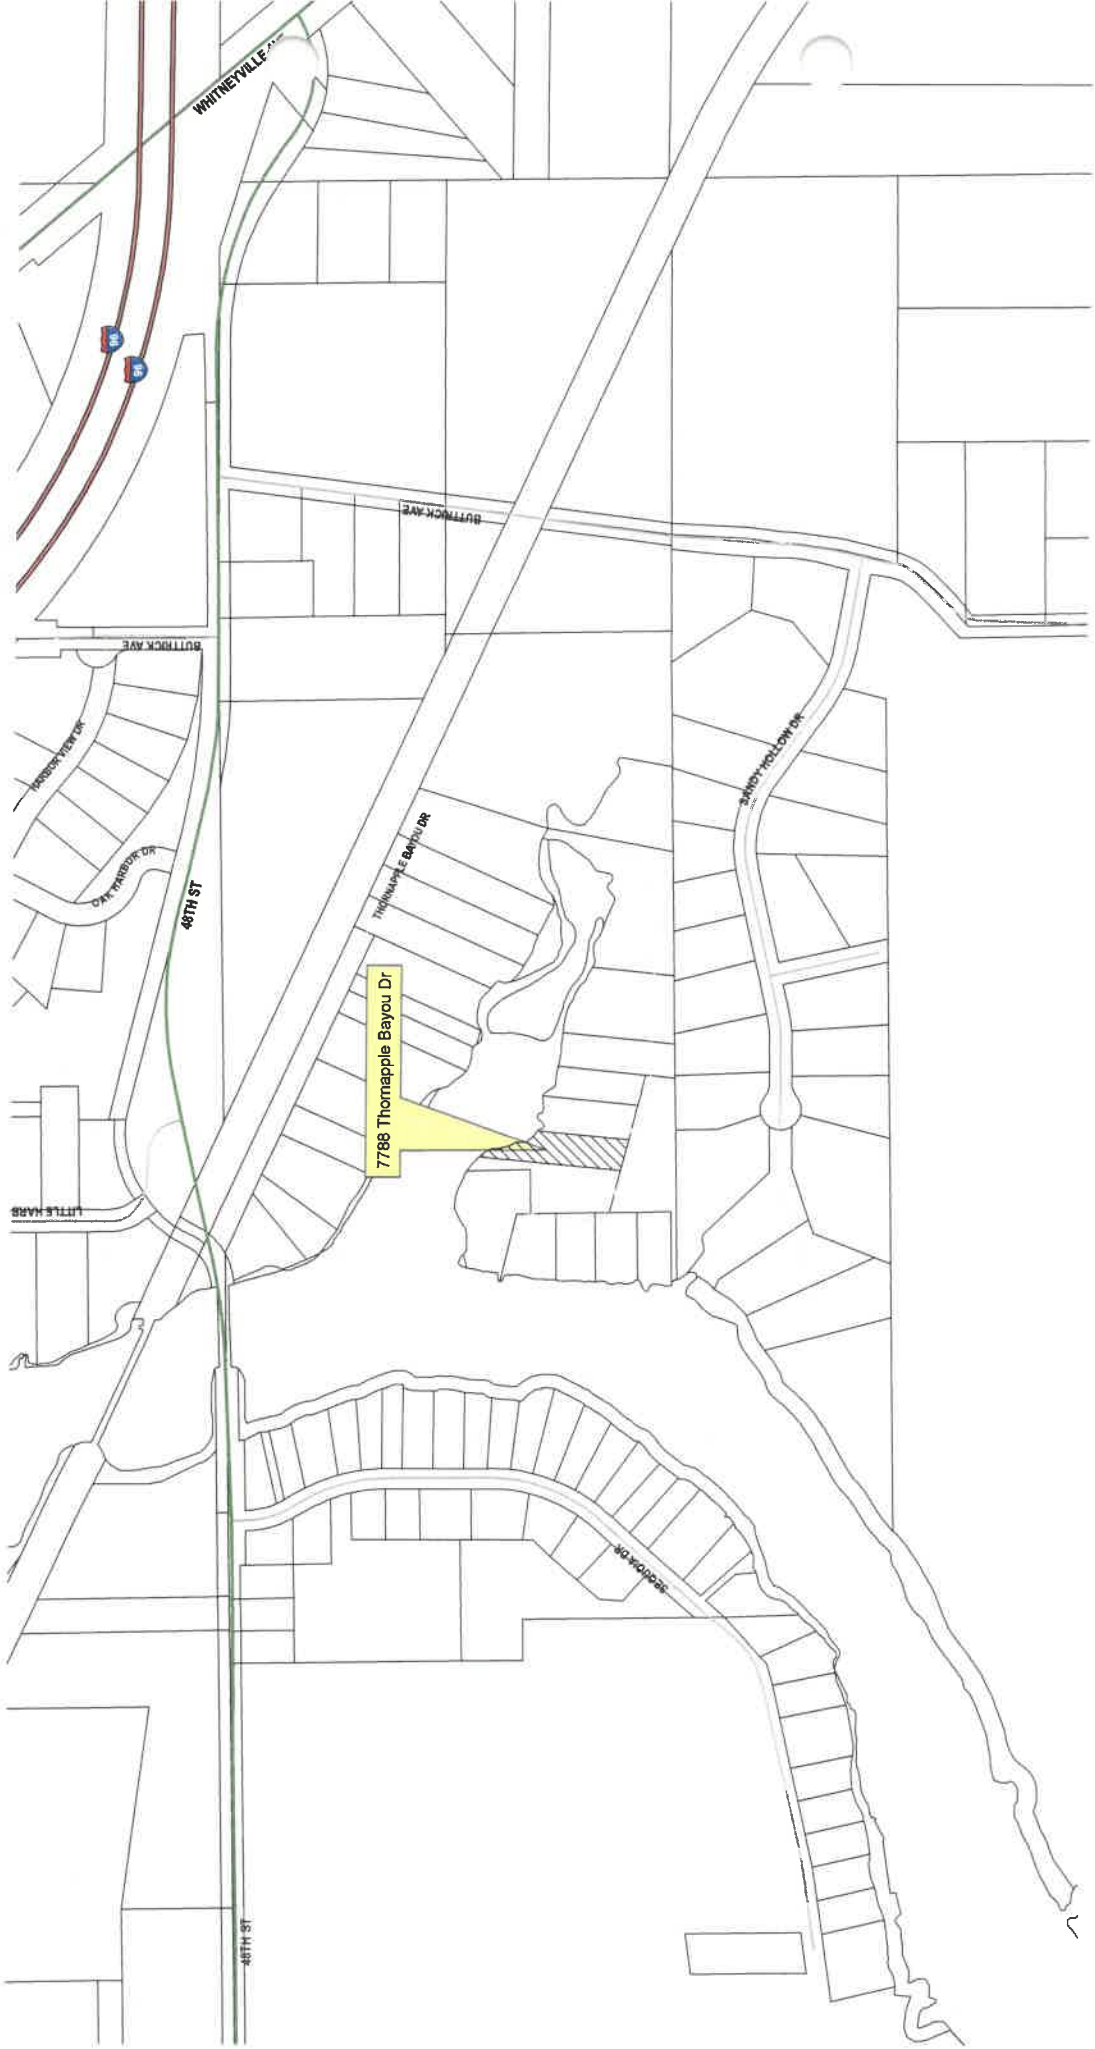 WHITNEYVILLE
96
96
BUTTRICK AVE
BUTTRICK AVE
HARBOR VIEW DR
OAK HARBOR DR
48TH ST
THORNAPPLE BAYOU DR
SANDY HOLLOW DR
7788 Thornapple Bayou Dr
LITTLE HARB
SEQUOIA DR
48TH ST